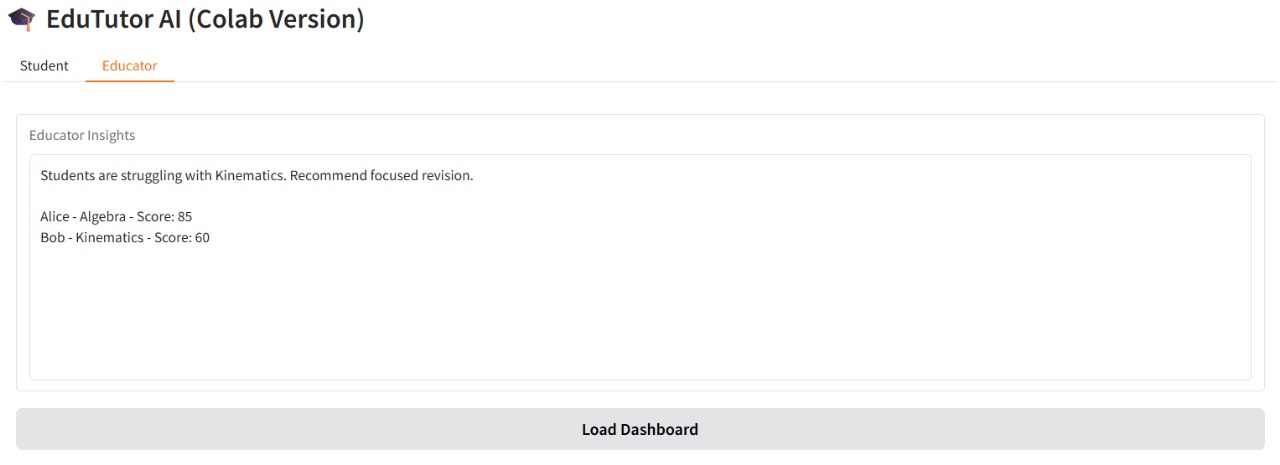 EduTutor AI (Colab Version)
Student
Educator
Educator Insights
Students are struggling with Kinematics. Recommend focused revision.
Alice - Algebra - Score: 85
Bob - Kinematics - Score: 60
Load Dashboard